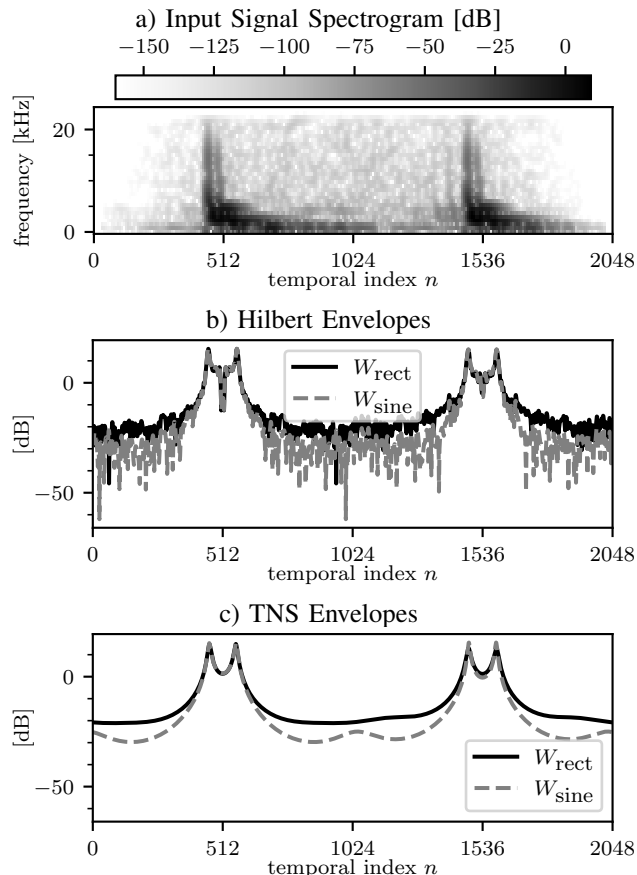 a) Input Signal Spectrogram [dB]
−150 −125 −100 −75 −50 −25 0
frequency [kHz]
20
0
0 512 1024 1536 2048
temporal index n
b) Hilbert Envelopes
[dB]
0
−50
W_rect
W_sine
0 512 1024 1536 2048
temporal index n
c) TNS Envelopes
[dB]
0
−50
W_rect
W_sine
0 512 1024 1536 2048
temporal index n